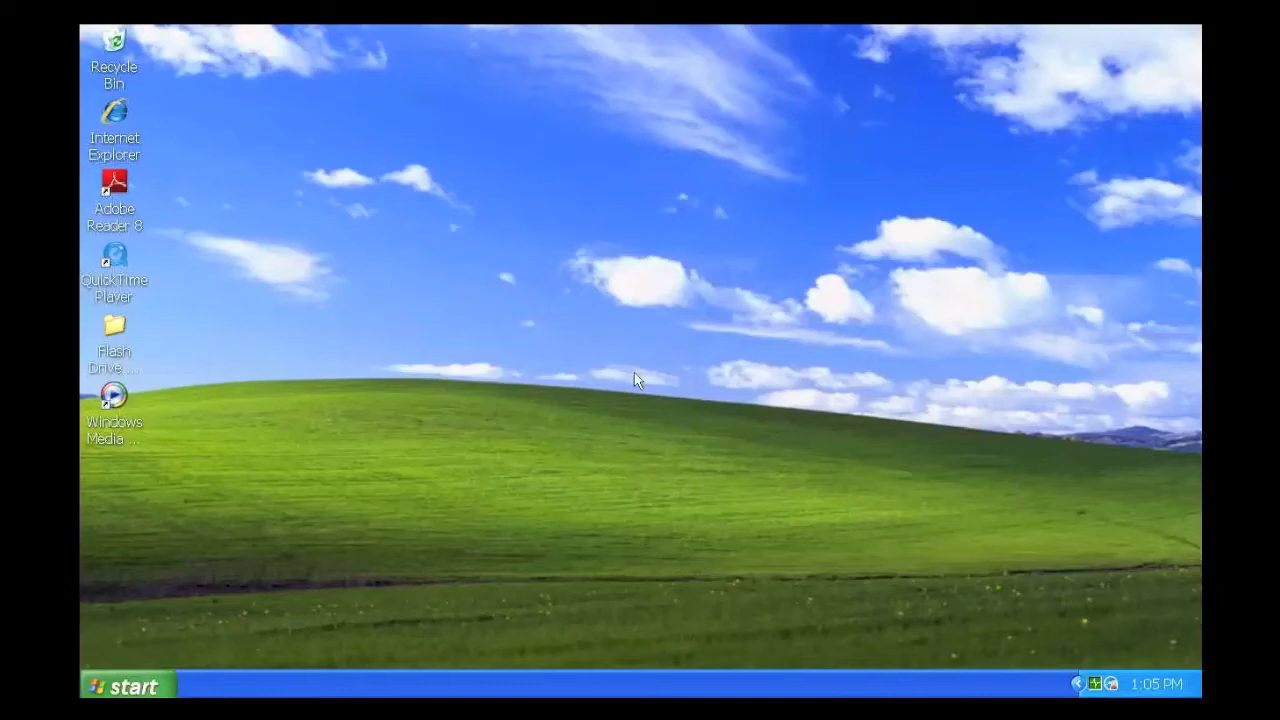 Recycle
Bin
Internet
Explorer
Adobe
Reader 8
QuickTime
Player
Flash
Drive ...
Windows
Media ...
start
1:05 PM